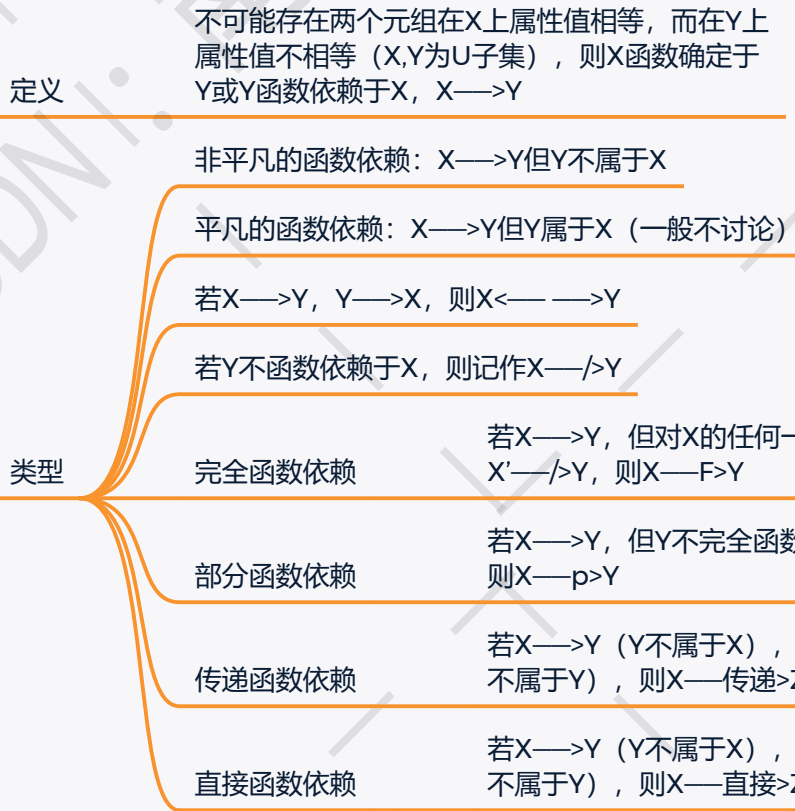 不可能存在两个元组在X上属性值相等，而在Y上
属性值不相等（X,Y为U子集），则X函数确定于
Y或Y函数依赖于X，X——>Y
定义
非平凡的函数依赖：X——>Y但Y不属于X
平凡的函数依赖：X——>Y但Y属于X（一般不讨论）
若X——>Y，Y——>X，则X<—— ——>Y
若Y不函数依赖于X，则记作X——/>Y
类型
完全函数依赖
若X——>Y，但对X的任何一
X’——/>Y，则X——F>Y
部分函数依赖
若X——>Y，但Y不完全函数
则X——p>Y
传递函数依赖
若X——>Y（Y不属于X），
不属于Y），则X——传递>Z
直接函数依赖
若X——>Y（Y不属于X），
不属于Y），则X——直接>Z